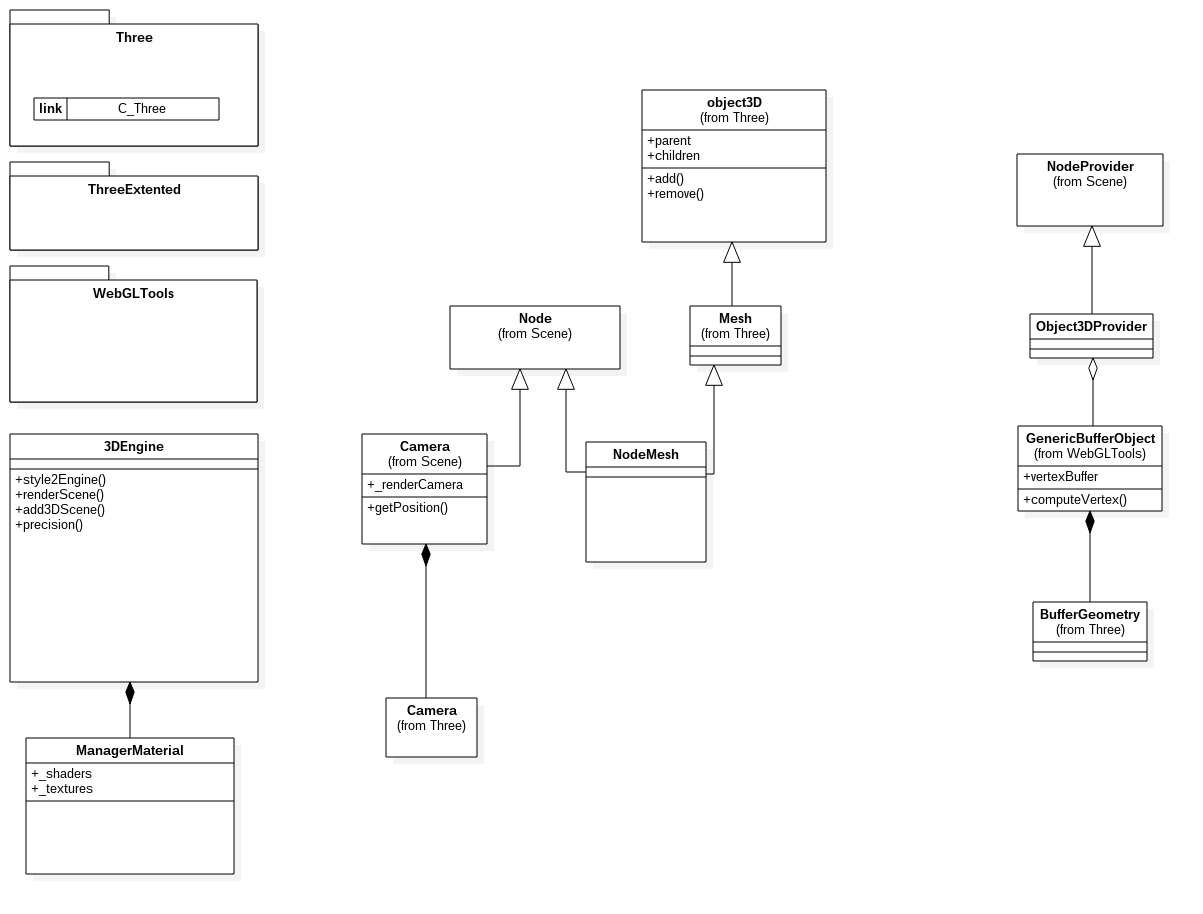 Three
link
C_Three
ThreeExtented
WebGLTools
3DEngine
+style2Engine()
+renderScene()
+add3DScene()
+precision()
ManagerMaterial
+_shaders
+_textures
object3D
(from Three)
+parent
+children
+add()
+remove()
Node
(from Scene)
Mesh
(from Three)
Camera
(from Scene)
+_renderCamera
+getPosition()
NodeMesh
Camera
(from Three)
NodeProvider
(from Scene)
Object3DProvider
GenericBufferObject
(from WebGLTools)
+vertexBuffer
+computeVertex()
BufferGeometry
(from Three)